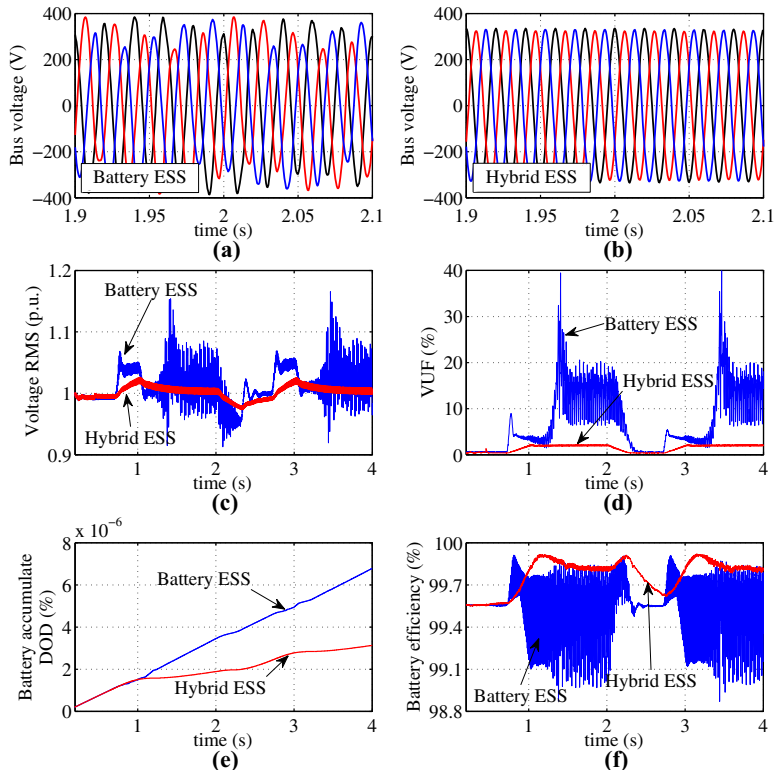 Bus voltage (V)
400
200
0
−200
−400
Battery ESS
1.9
1.95
2
2.05
2.1
time (s)
(a)
Bus voltage (V)
400
200
0
−200
−400
Hybrid ESS
1.9
1.95
2
2.05
2.1
time (s)
(b)
Voltage RMS (p.u.)
1.2
1.1
1
0.9
Battery ESS
Hybrid ESS
1
2
3
4
time (s)
(c)
VUF (%)
40
30
20
10
0
Battery ESS
Hybrid ESS
1
2
3
4
time (s)
(d)
Battery accumulate
DOD (%)
x 10⁻⁶
8
6
4
2
0
Battery ESS
Hybrid ESS
1
2
3
4
time (s)
(e)
Battery efficiency (%)
100
99.7
99.4
99.1
98.8
Battery ESS
Hybrid ESS
1
2
3
4
time (s)
(f)